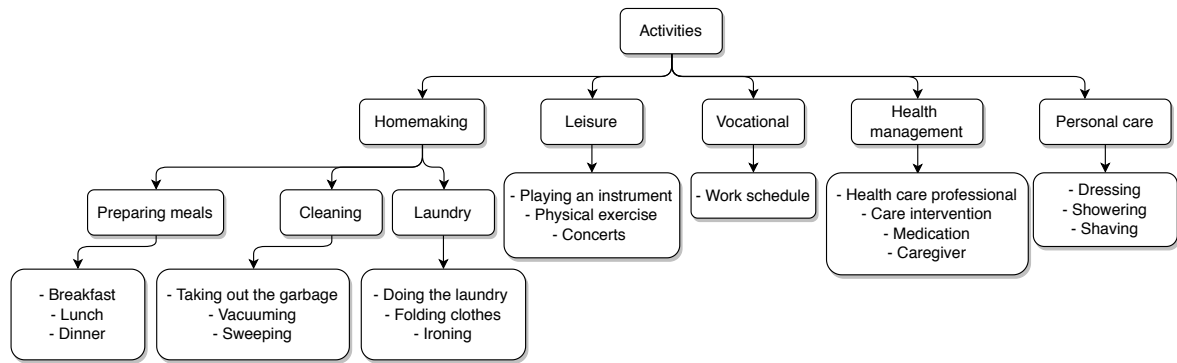 Activities
Homemaking
Leisure
Vocational
Health
management
Personal care
Preparing meals
Cleaning
Laundry
- Playing an instrument
- Physical exercise
- Concerts
- Work schedule
- Health care professional
- Care intervention
- Medication
- Caregiver
- Dressing
- Showering
- Shaving
- Breakfast
- Lunch
- Dinner
- Taking out the garbage
- Vacuuming
- Sweeping
- Doing the laundry
- Folding clothes
- Ironing